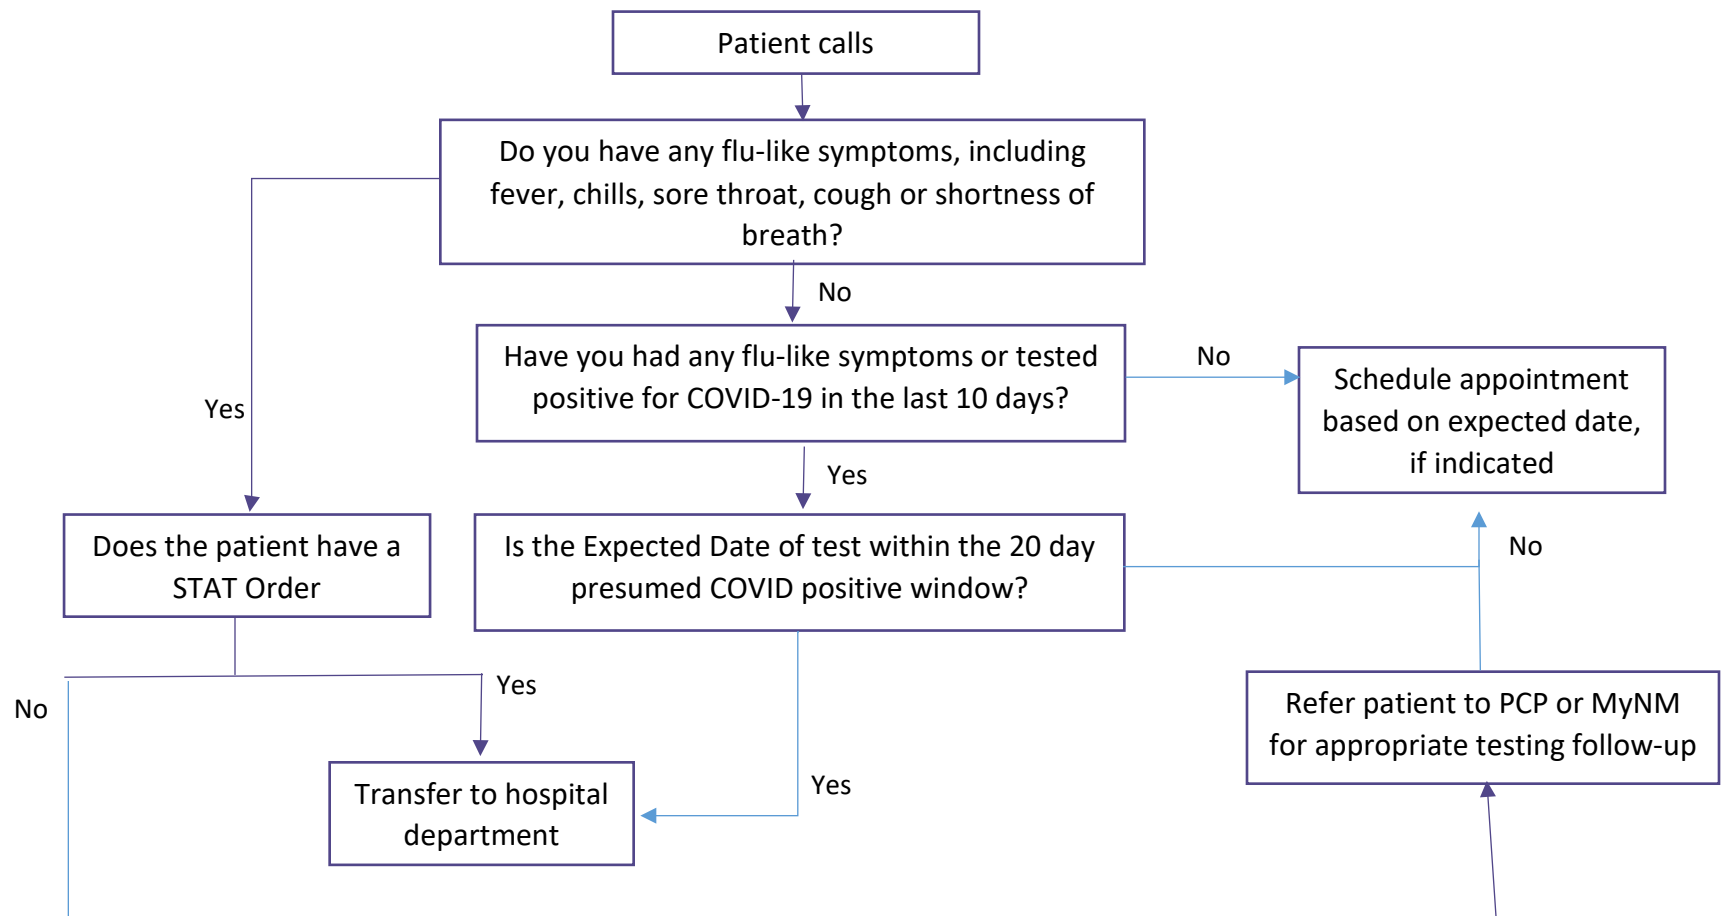 Patient calls
Do you have any flu-like symptoms, including
fever, chills, sore throat, cough or shortness of
breath?
No
Have you had any flu-like symptoms or tested
positive for COVID-19 in the last 10 days?
No
Schedule appointment
based on expected date,
if indicated
Yes
Yes
Does the patient have a
STAT Order
Is the Expected Date of test within the 20 day
presumed COVID positive window?
No
No
Yes
Refer patient to PCP or MyNM
for appropriate testing follow-up
Transfer to hospital
department
Yes